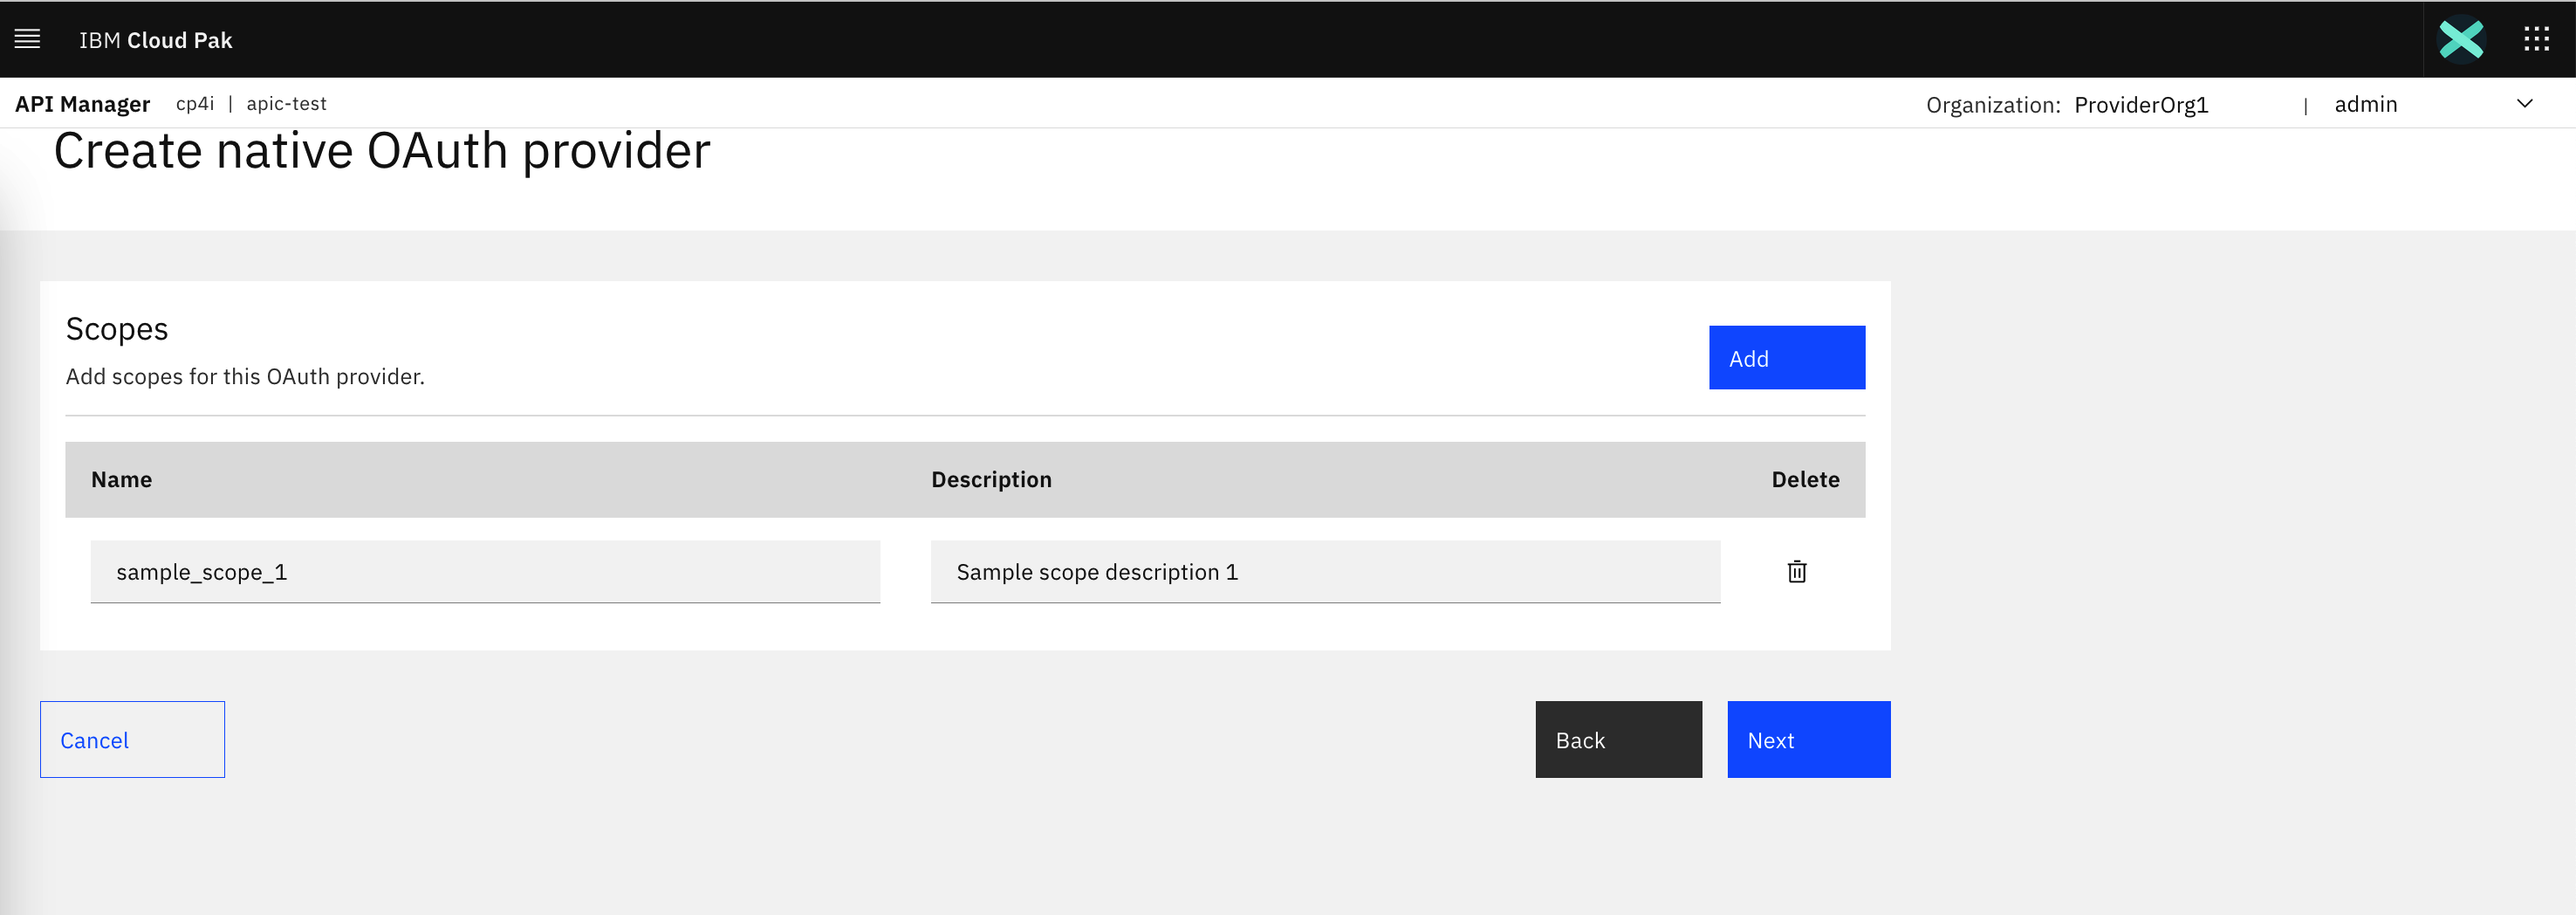 IBM Cloud Pak
API Manager cp4i | apic-test Organization: ProviderOrg1 | admin
Create native OAuth provider
Scopes
Add scopes for this OAuth provider.
Add
Name Description Delete
sample_scope_1 Sample scope description 1
Cancel Back Next